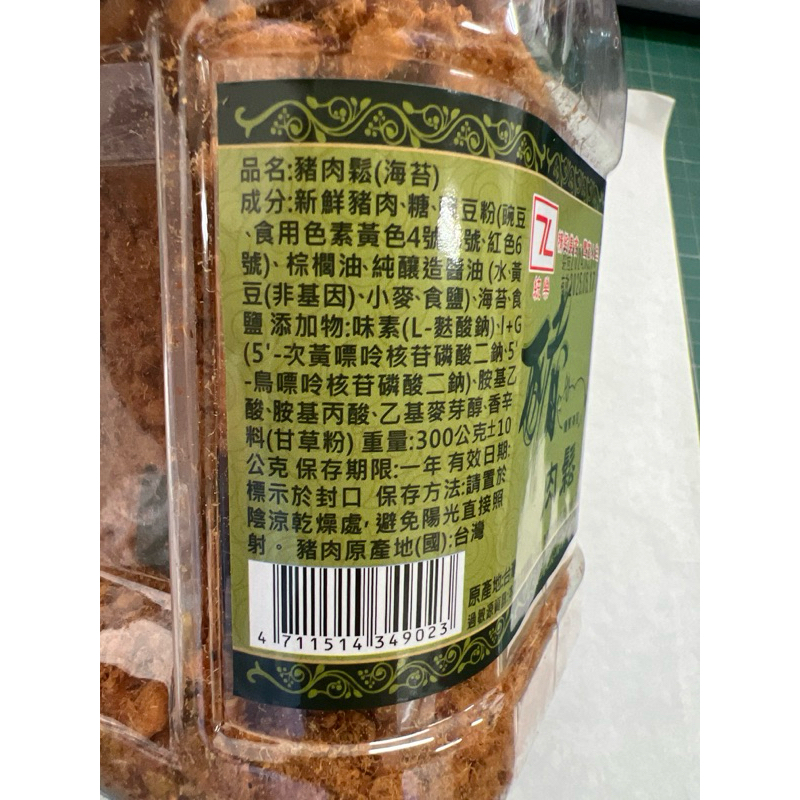 品名:豬肉鬆(海苔)
成分:新鮮豬肉、糖、豆粉(豌豆
、食用色素黃色4號、號、紅色6
號)、棕櫚油、純釀造醬油(水、黃
豆(非基因)、小麥、食鹽)、海苔、食
鹽 添加物:味素(L-麩酸鈉)、I+G
(5'-次黃嘌呤核苷磷酸二鈉、5'
-鳥嘌呤核苷磷酸二鈉)、胺基乙
酸、胺基丙酸、乙基麥芽醇、香辛
料(甘草粉) 重量:300公克±10
公克 保存期限:一年 有效日期:
標示於封口 保存方法:請置於
陰涼乾燥處,避免陽光直接照
射。 豬肉原產地(國):台灣
4 711514 349023
原產地:台
肉鬆